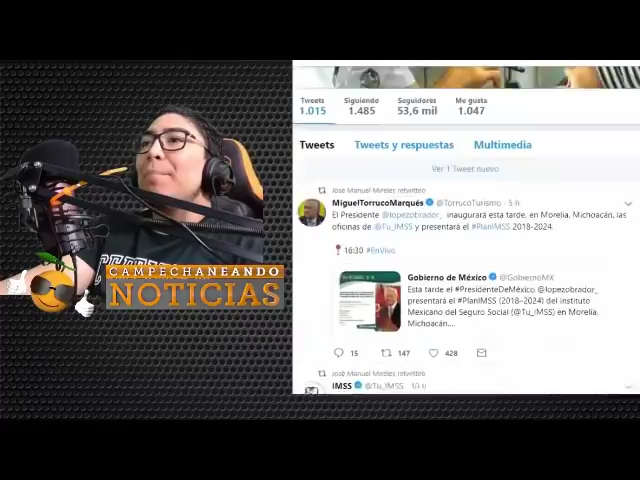 Tweets Siguiendo Seguidores Me gusta
1.015 1.485 53,6 mil 1.047
Tweets Tweets y respuestas Multimedia
Ver 1 Tweet nuevo
José Manuel Mireles retwitteó
MiguelTorrucoMarqués @TorrucoTurismo - 5 h
El Presidente @lopezobrador_ inaugurará esta tarde, en Morelia, Michoacán, las
oficinas de @Tu_IMSS y presentará el #PlanIMSS 2018-2024.
16:30 #EnVivo
Gobierno de México @GobiernoMX
Esta tarde el #PresidenteDeMéxico @lopezobrador_
presentará el #PlanIMSS (2018-2024) del instituto
Mexicano del Seguro Social (@Tu_IMSS) en Morelia,
Michoacán....
15 147 428
José Manuel Mireles retwitteó
IMSS @Tu_IMSS
CAMPECHANEANDO
NOTICIAS